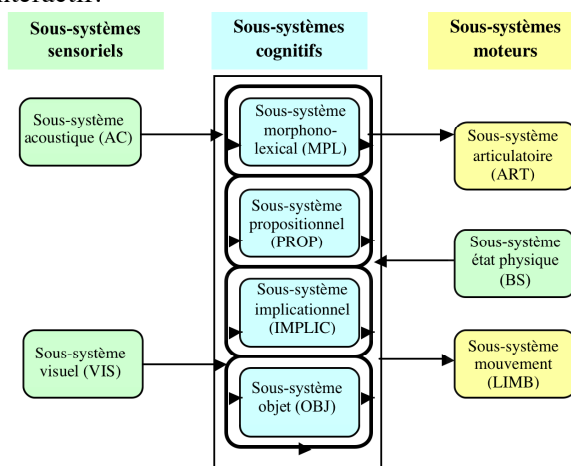 interactif.
Sous-systèmes
sensoriels
Sous-systèmes
cognitifs
Sous-systèmes
moteurs
Sous-système
acoustique (AC)
Sous-système
morphono-
lexical (MPL)
Sous-système
articulatoire
(ART)
Sous-système
propositionnel
(PROP)
Sous-système
état physique
(BS)
Sous-système
implicationnel
(IMPLIC)
Sous-système
visuel (VIS)
Sous-système
mouvement
(LIMB)
Sous-système
objet (OBJ)